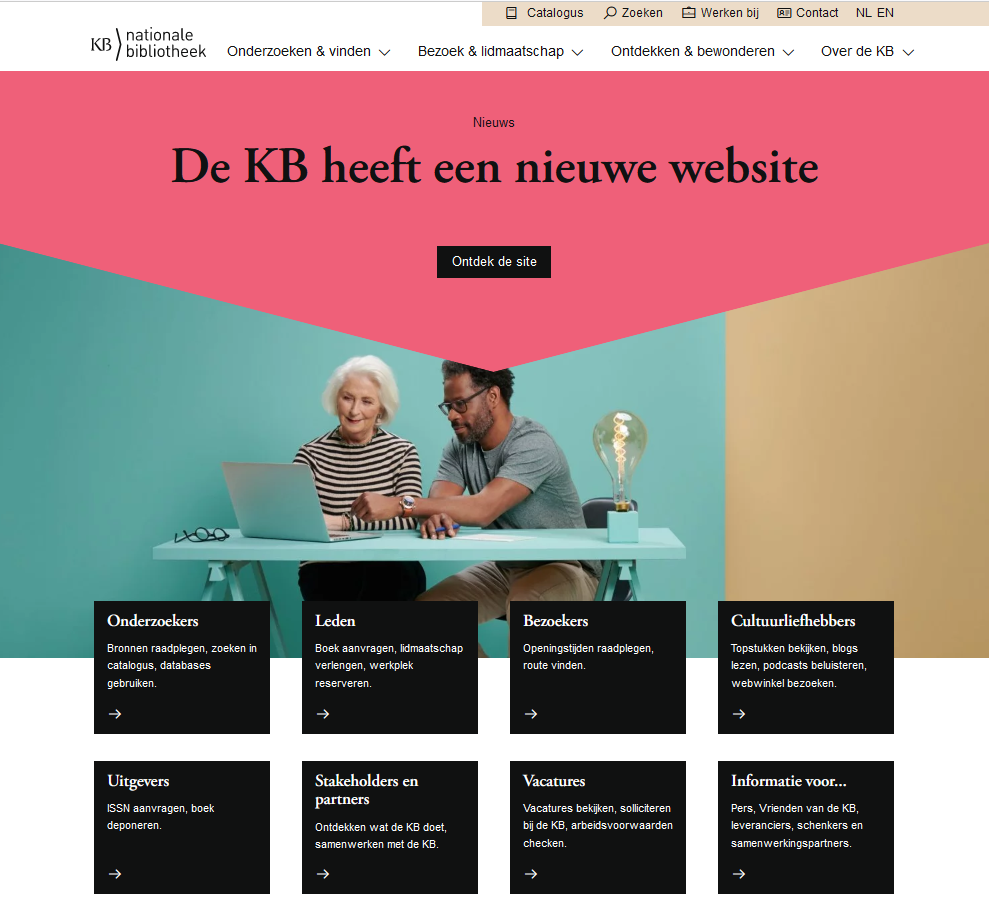 Catalogus Zoeken Werken bij Contact NL EN
KB nationale
bibliotheek
Onderzoeken & vinden Bezoek & lidmaatschap Ontdekken & bewonderen Over de KB
Nieuws
De KB heeft een nieuwe website
Ontdek de site
Onderzoekers
Bronnen raadplegen, zoeken in
catalogus, databases
gebruiken.
Leden
Boek aanvragen, lidmaatschap
verlengen, werkplek
reserveren.
Bezoekers
Openingstijden raadplegen,
route vinden.
Cultuurliefhebbers
Topstukken bekijken, blogs
lezen, podcasts beluisteren,
webwinkel bezoeken.
Uitgevers
ISSN aanvragen, boek
deponeren.
Stakeholders en
partners
Ontdekken wat de KB doet,
samenwerken met de KB.
Vacatures
Vacatures bekijken, solliciteren
bij de KB, arbeidsvoorwaarden
checken.
Informatie voor...
Pers, Vrienden van de KB,
leveranciers, schenkers en
samenwerkingspartners.